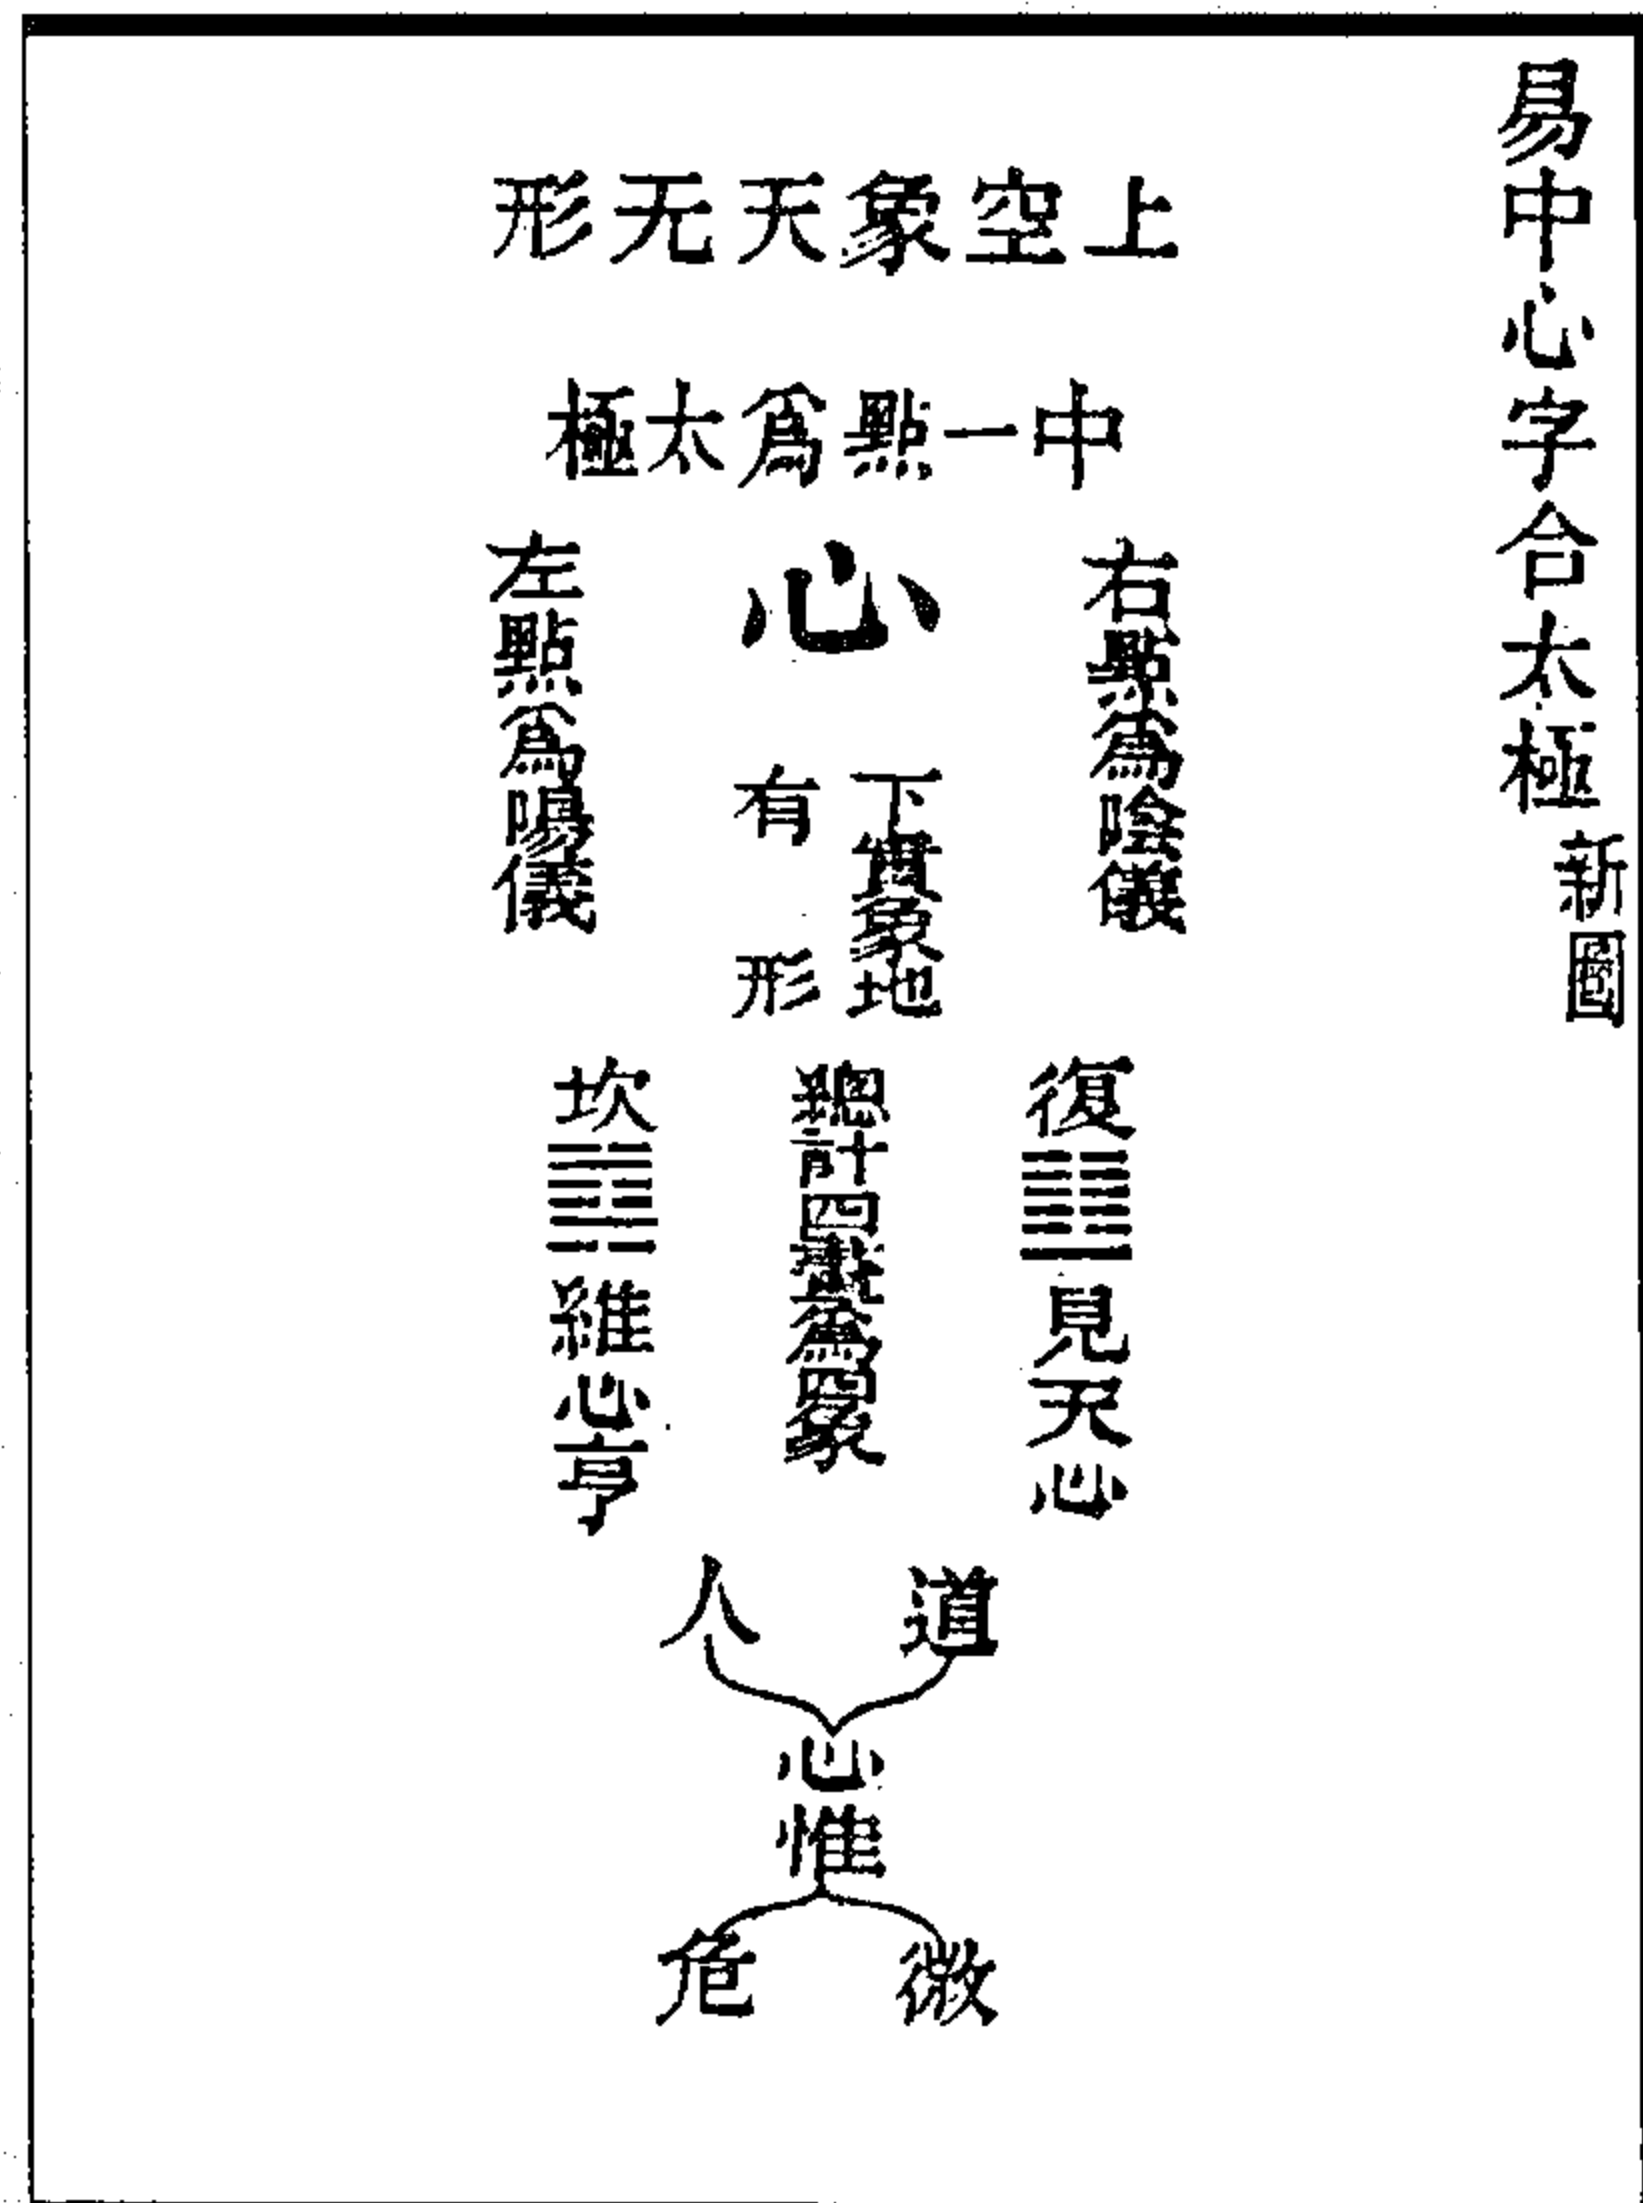 易中心字合太極新圖
上空象天无形
中一點爲太極
右點爲陰儀
心
左點爲陽儀
下實象地
有形
復䷗見天心
總計四畫爲四象
坎䷜維心亨
道
人
心惟
微
危